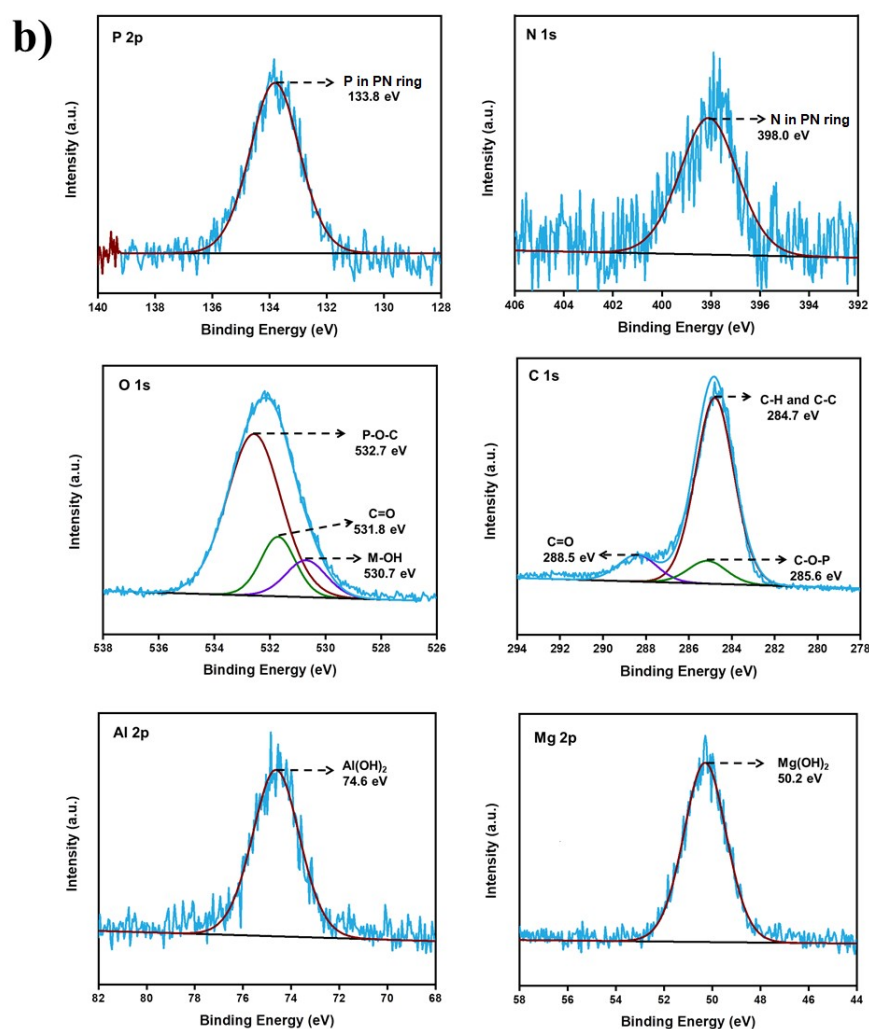 b)
P 2p
P in PN ring
133.8 eV
Intensity (a.u.)
140 138 136 134 132 130 128
Binding Energy (eV)
N 1s
N in PN ring
398.0 eV
Intensity (a.u.)
406 404 402 400 398 396 394 392
Binding Energy (eV)
O 1s
P-O-C
532.7 eV
C=O
531.8 eV
M-OH
530.7 eV
Intensity (a.u.)
538 536 534 532 530 528 526
Binding Energy (eV)
C 1s
C-H and C-C
284.7 eV
C=O
288.5 eV
C-O-P
285.6 eV
Intensity (a.u.)
294 292 290 288 286 284 282 280 278
Binding Energy (eV)
Al 2p
Al(OH)₂
74.6 eV
Intensity (a.u.)
82 80 78 76 74 72 70 68
Binding Energy (eV)
Mg 2p
Mg(OH)₂
50.2 eV
Intensity (a.u.)
58 56 54 52 50 48 46 44
Binding Energy (eV)